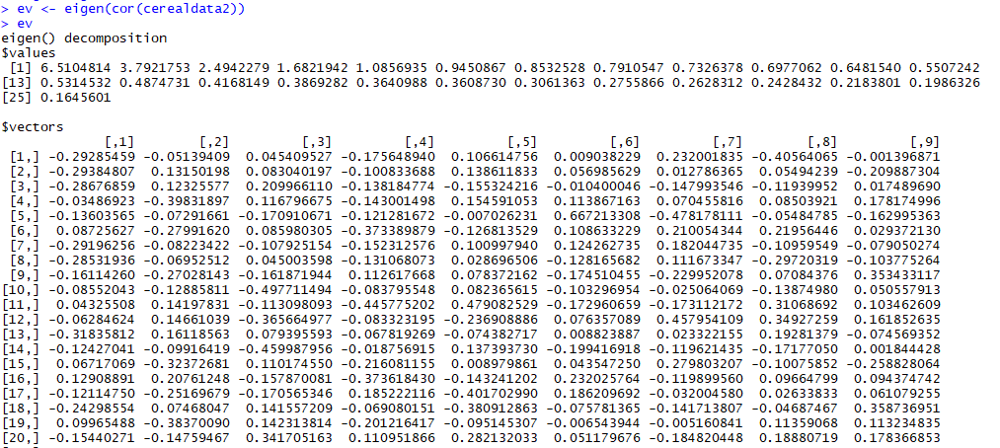 > ev <- eigen(cor(cerealdata2))
> ev
eigen() decomposition
$values
 [1] 6.5104814 3.7921753 2.4942279 1.6821942 1.0856935 0.9450867 0.8532528 0.7910547 0.7326378 0.6977062 0.6481540 0.5507242
[13] 0.5314532 0.4874731 0.4168149 0.3869282 0.3640988 0.3608730 0.3061363 0.2755866 0.2628312 0.2428432 0.2183801 0.1986326
[25] 0.1645601
$vectors
[,1] [,2] [,3] [,4] [,5] [,6] [,7] [,8] [,9]
[1,] -0.29285459 -0.05139409 0.045409527 -0.175648940 0.106614756 0.009038229 0.232001835 -0.40564065 -0.001396871
[2,] -0.29384807 0.13150198 0.083040197 -0.100833688 0.138611833 0.056985629 0.012786365 0.05494239 -0.209887304
[3,] -0.28676859 0.12325577 0.209966110 -0.138184774 -0.155324216 -0.010400046 -0.147993546 -0.11939952 0.017489690
[4,] -0.03486923 -0.39831897 0.116796675 -0.143001498 0.154591053 0.113867163 0.070455816 0.08503921 0.178174996
[5,] -0.13603565 -0.07291661 -0.170910671 -0.121281672 -0.007026231 0.667213308 -0.478178111 -0.05484785 -0.162995363
[6,] 0.08725627 -0.27991620 0.085980305 -0.373389879 -0.126813529 0.108633229 0.210054344 0.21956446 0.029372130
[7,] -0.29196256 -0.08223422 -0.107925154 -0.152312576 0.100997940 0.124262735 0.182044735 -0.10959549 -0.079050274
[8,] -0.28531936 -0.06952512 0.045003598 -0.131068073 0.028696506 -0.128165682 0.111673347 -0.29720319 -0.103775264
[9,] -0.16114260 -0.27028143 -0.161871944 0.112617668 0.078372162 -0.174510455 -0.229952078 0.07084376 0.353433117
[10,] -0.08552043 -0.12885811 -0.497711494 -0.083795548 0.082365615 -0.103296954 -0.025064069 -0.13874980 0.050557913
[11,] 0.04325508 0.14197831 -0.113098093 -0.445775202 0.479082529 -0.172960659 -0.173112172 0.31068692 0.103462609
[12,] -0.06284624 0.14661039 -0.365664977 -0.083323195 -0.236908886 0.076357089 0.457954109 0.34927259 0.161852635
[13,] -0.31835812 0.16118563 0.079395593 -0.067819269 -0.074382717 0.008823887 0.023322155 0.19281379 -0.074569352
[14,] -0.12427041 -0.09916419 -0.459987956 -0.018756915 0.137393730 -0.199416918 -0.119621435 -0.17177050 0.001844428
[15,] 0.06717069 -0.32372681 0.110174550 -0.216081155 0.008979861 0.043547250 0.279803207 -0.10075852 -0.258828064
[16,] 0.12908891 0.20761248 -0.157870081 -0.373618430 -0.143241202 0.232025764 -0.119899560 0.09664799 0.094374742
[17,] -0.12114750 -0.25169679 -0.170565346 0.185222116 -0.401702990 0.186209692 -0.032004580 0.02633833 0.061079255
[18,] -0.24298554 0.07468047 0.141557209 -0.069080151 -0.380912863 -0.075781365 -0.141713807 -0.04687467 0.358736951
[19,] 0.09965488 -0.38370090 0.142313814 -0.201216417 -0.095145307 -0.006543944 -0.005160841 0.11359068 0.113234835
[20,] -0.15440271 -0.14759467 0.341705163 0.110951866 0.282132033 0.051179676 -0.184820448 0.18880719 0.178366853